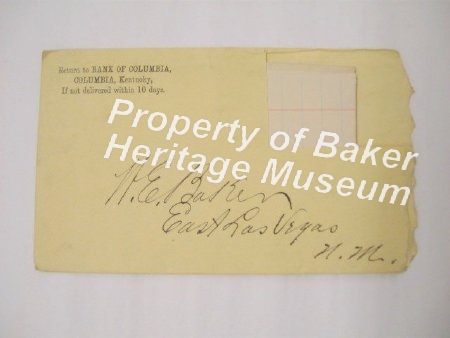 Return to BANK OF COLUMBIA,
COLUMBIA, Kentucky,
If not delivered within 10 days.
Property of Baker
Heritage Museum
W. E. Baker
East Las Vegas
N. M.